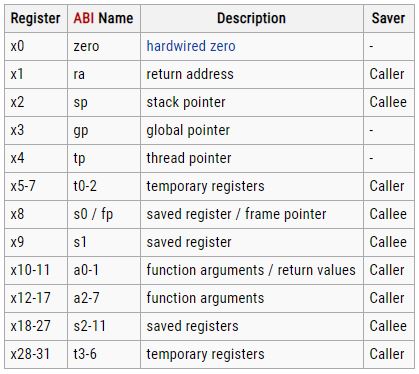 Register ABI Name Description Saver
x0 zero hardwired zero -
x1 ra return address Caller
x2 sp stack pointer Callee
x3 gp global pointer -
x4 tp thread pointer -
x5-7 t0-2 temporary registers Caller
x8 s0 / fp saved register / frame pointer Callee
x9 s1 saved register Callee
x10-11 a0-1 function arguments / return values Caller
x12-17 a2-7 function arguments Caller
x18-27 s2-11 saved registers Callee
x28-31 t3-6 temporary registers Caller